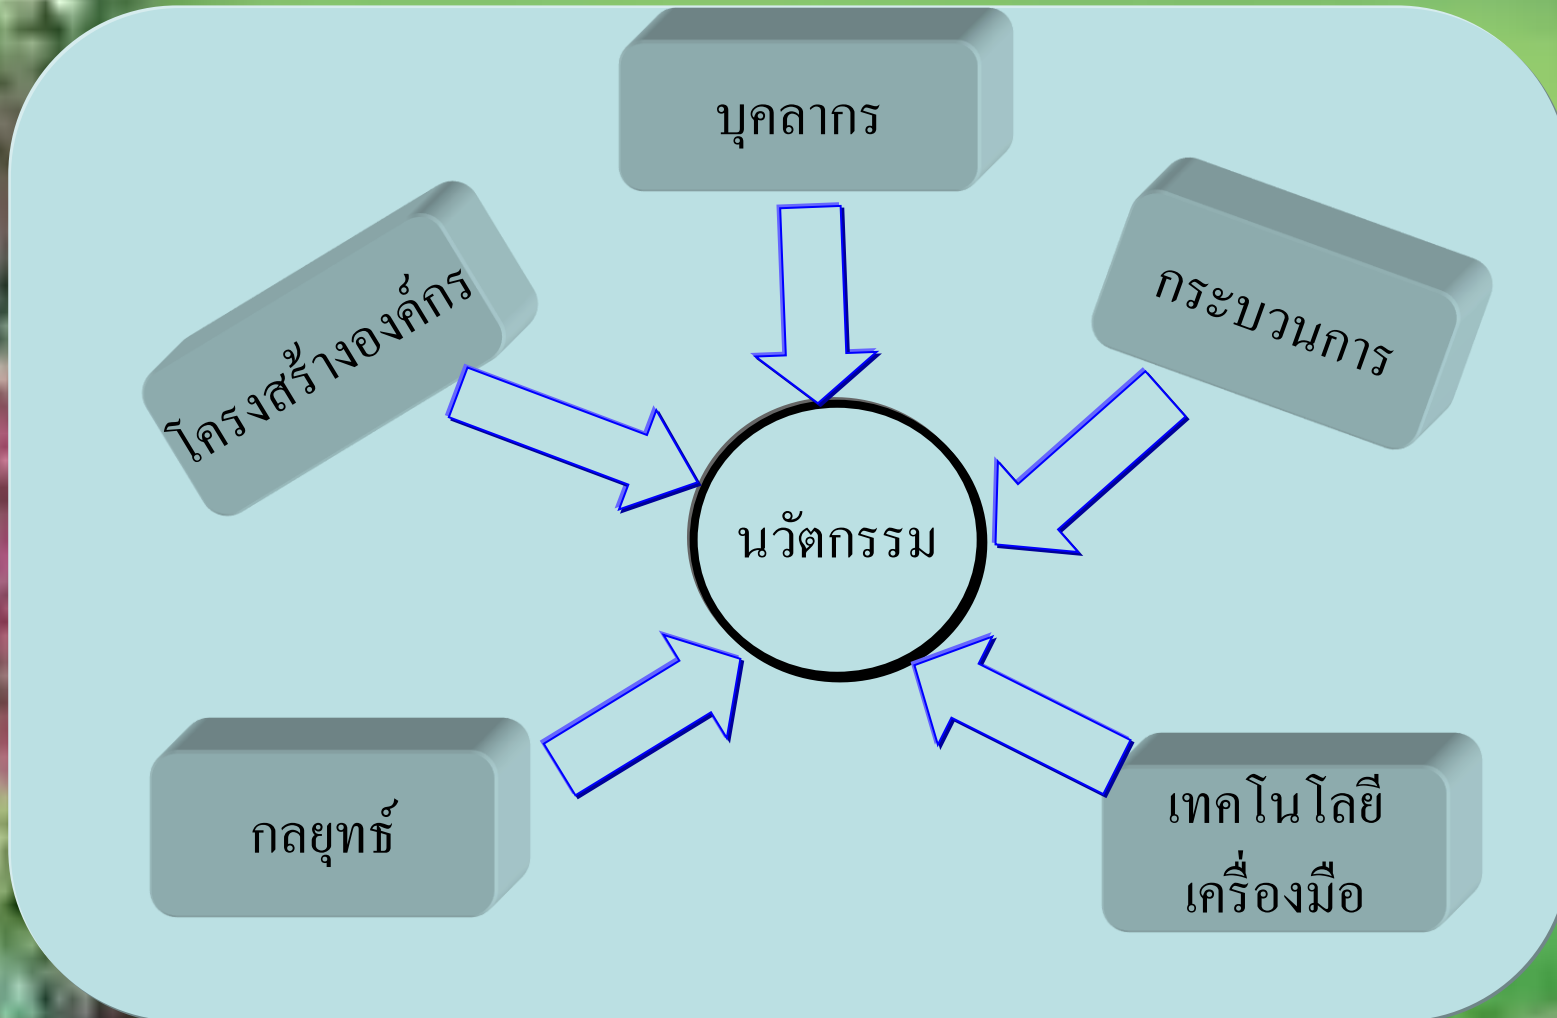 บุคลากร
โครงสร้างองค์กร
กระบวนการ
นวัตกรรม
กลยุทธ์
เทคโนโลยี
เครื่องมือ